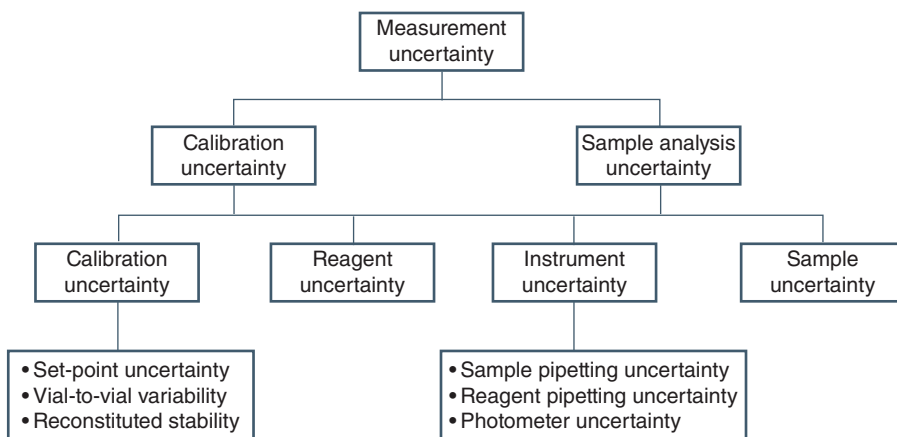 Measurement
uncertainty
Calibration
uncertainty
Sample analysis
uncertainty
Calibration
uncertainty
Reagent
uncertainty
Instrument
uncertainty
Sample
uncertainty
• Set-point uncertainty
• Vial-to-vial variability
• Reconstituted stability
• Sample pipetting uncertainty
• Reagent pipetting uncertainty
• Photometer uncertainty